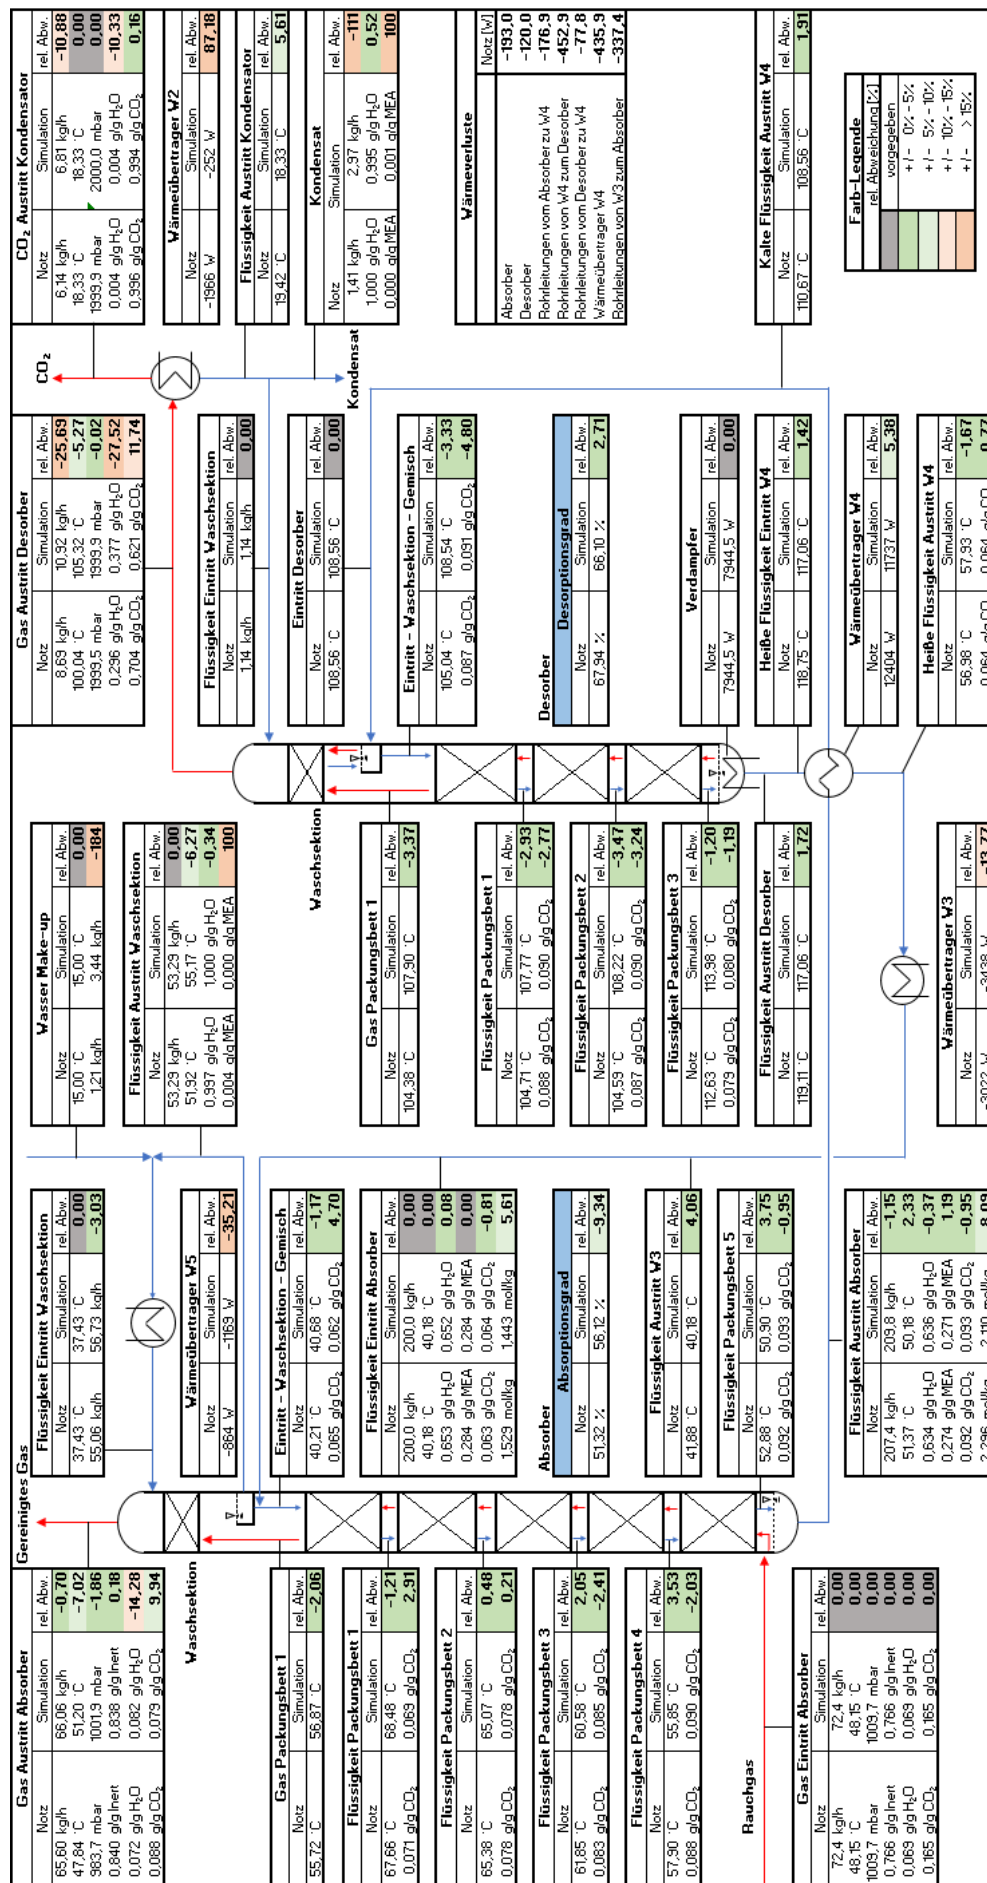 Gas Austritt Absorber
Notz Simulation rel. Abw.
65,60 kg/h 66,06 kg/h -0,70
47,84 °C 51,20 °C -7,02
983,7 mbar 1001,9 mbar -1,86
0,840 g/g Inert 0,838 g/g Inert 0,18
0,072 g/g H₂O 0,082 g/g H₂O -14,28
0,088 g/g CO₂ 0,079 g/g CO₂ 9,94
Gereinigtes Gas
Waschsektion
Gas Packungsbett 1
Notz Simulation rel. Abw.
55,72 °C 56,87 °C -2,06
Flüssigkeit Packungsbett 1
Notz Simulation rel. Abw.
67,66 °C 68,48 °C -1,21
0,071 g/g CO₂ 0,069 g/g CO₂ 2,91
Flüssigkeit Packungsbett 2
Notz Simulation rel. Abw.
65,38 °C 65,07 °C 0,48
0,078 g/g CO₂ 0,078 g/g CO₂ 0,21
Flüssigkeit Packungsbett 3
Notz Simulation rel. Abw.
61,85 °C 60,58 °C 2,05
0,083 g/g CO₂ 0,085 g/g CO₂ -2,41
Flüssigkeit Packungsbett 4
Notz Simulation rel. Abw.
57,90 °C 55,85 °C 3,53
0,088 g/g CO₂ 0,090 g/g CO₂ -2,03
Rauchgas
Gas Eintritt Absorber
Notz Simulation rel. Abw.
72,4 kg/h 72,4 kg/h 0,00
48,15 °C 48,15 °C 0,00
1009,7 mbar 1009,7 mbar 0,00
0,766 g/g Inert 0,766 g/g Inert 0,00
0,069 g/g H₂O 0,069 g/g H₂O 0,00
0,165 g/g CO₂ 0,165 g/g CO₂ 0,00
Flüssigkeit Eintritt Waschsektion
Notz Simulation rel. Abw.
37,43 °C 37,43 °C 0,00
55,06 kg/h 56,73 kg/h -3,03
Wärmeübertrager W5
Notz Simulation rel. Abw.
-864 W -1169 W -35,21
Eintritt - Waschsektion - Gemisch
Notz Simulation rel. Abw.
40,21 °C 40,68 °C -1,17
0,065 g/g CO₂ 0,062 g/g CO₂ 4,70
Flüssigkeit Eintritt Absorber
Notz Simulation rel. Abw.
200,0 kg/h 200,0 kg/h 0,00
40,18 °C 40,18 °C 0,00
0,653 g/g H₂O 0,652 g/g H₂O 0,08
0,284 g/g MEA 0,284 g/g MEA 0,00
0,063 g/g CO₂ 0,064 g/g CO₂ -0,81
1,529 mol/kg 1,443 mol/kg 5,61
Absorber
Absorptionsgrad
Notz Simulation rel. Abw.
51,32 % 56,12 % -9,34
Flüssigkeit Austritt W3
Notz Simulation rel. Abw.
41,88 °C 40,18 °C 4,06
Flüssigkeit Packungsbett 5
Notz Simulation rel. Abw.
52,88 °C 50,90 °C 3,75
0,092 g/g CO₂ 0,093 g/g CO₂ -0,95
Flüssigkeit Austritt Absorber
Notz Simulation rel. Abw.
207,4 kg/h 209,8 kg/h -1,15
51,37 °C 50,18 °C 2,33
0,634 g/g H₂O 0,636 g/g H₂O -0,37
0,274 g/g MEA 0,271 g/g MEA 1,19
0,092 g/g CO₂ 0,093 g/g CO₂ -0,95
2,296 mol/kg 2,110 mol/kg 8,09
Wasser Make-up
Notz Simulation rel. Abw.
15,00 °C 15,00 °C 0,00
1,21 kg/h 3,44 kg/h -184
Flüssigkeit Austritt Waschsektion
Notz Simulation rel. Abw.
53,29 kg/h 53,29 kg/h 0,00
51,92 °C 55,17 °C -6,27
0,997 g/g H₂O 1,000 g/g H₂O -0,34
0,004 g/g MEA 0,000 g/g MEA 100
Waschsektion
Gas Packungsbett 1
Notz Simulation rel. Abw.
104,38 °C 107,90 °C -3,37
Flüssigkeit Packungsbett 1
Notz Simulation rel. Abw.
104,71 °C 107,77 °C -2,93
0,088 g/g CO₂ 0,090 g/g CO₂ -2,77
Flüssigkeit Packungsbett 2
Notz Simulation rel. Abw.
104,59 °C 108,22 °C -3,47
0,087 g/g CO₂ 0,090 g/g CO₂ -3,24
Flüssigkeit Packungsbett 3
Notz Simulation rel. Abw.
112,63 °C 113,98 °C -1,20
0,079 g/g CO₂ 0,080 g/g CO₂ -1,19
Flüssigkeit Austritt Desorber
Notz Simulation rel. Abw.
119,11 °C 117,06 °C 1,72
Wärmeübertrager W3
Notz Simulation rel. Abw.
-3022 W -3438 W -13,77
Gas Austritt Desorber
Notz Simulation rel. Abw.
8,69 kg/h 10,92 kg/h -25,69
100,04 °C 105,32 °C -5,27
1999,5 mbar 1999,9 mbar -0,02
0,296 g/g H₂O 0,377 g/g H₂O -27,52
0,704 g/g CO₂ 0,621 g/g CO₂ 11,74
Flüssigkeit Eintritt Waschsektion
Notz Simulation rel. Abw.
1,14 kg/h 1,14 kg/h 0,00
Eintritt Desorber
Notz Simulation rel. Abw.
108,56 °C 108,56 °C 0,00
Eintritt - Waschsektion - Gemisch
Notz Simulation rel. Abw.
105,04 °C 108,54 °C -3,33
0,087 g/g CO₂ 0,091 g/g CO₂ -4,80
Desorber
Desorptionsgrad
Notz Simulation rel. Abw.
67,94 % 66,10 % 2,71
Verdampfer
Notz Simulation rel. Abw.
7944,5 W 7944,5 W 0,00
Heiße Flüssigkeit Eintritt W4
Notz Simulation rel. Abw.
118,75 °C 117,06 °C 1,42
Wärmeübertrager W4
Notz Simulation rel. Abw.
12404 W 11737 W 5,38
Heiße Flüssigkeit Austritt W4
Notz Simulation rel. Abw.
56,98 °C 57,93 °C -1,67
0,064 g/g CO₂ 0,064 g/g CO₂ 0,77
CO₂
Kondensat
CO₂ Austritt Kondensator
Notz Simulation rel. Abw.
6,14 kg/h 6,81 kg/h -10,88
18,33 °C 18,33 °C 0,00
1999,9 mbar 2000,0 mbar 0,00
0,004 g/g H₂O 0,004 g/g H₂O -10,33
0,996 g/g CO₂ 0,994 g/g CO₂ 0,16
Wärmeübertrager W2
Notz Simulation rel. Abw.
-1966 W -252 W 87,18
Flüssigkeit Austritt Kondensator
Notz Simulation rel. Abw.
19,42 °C 18,33 °C 5,61
Kondensat
Notz Simulation rel. Abw.
1,41 kg/h 2,97 kg/h -111
1,000 g/g H₂O 0,995 g/g H₂O 0,52
0,000 g/g MEA 0,001 g/g MEA 100
Wärmeverluste
Notz [W]
Absorber -193,0
Desorber -120,0
Rohrleitungen vom Absorber zu W4 -176,9
Rohrleitungen von W4 zum Desorber -452,9
Rohrleitungen vom Desorber zu W4 -77,8
Wärmeübertrager W4 -435,9
Rohrleitungen von W3 zum Absorber -337,4
Kalte Flüssigkeit Austritt W4
Notz Simulation rel. Abw.
110,67 °C 108,56 °C 1,91
Farb-Legende
rel. Abweichung [%]
vorgegeben
+/- 0% - 5%
+/- 5% - 10%
+/- 10% - 15%
+/- > 15%